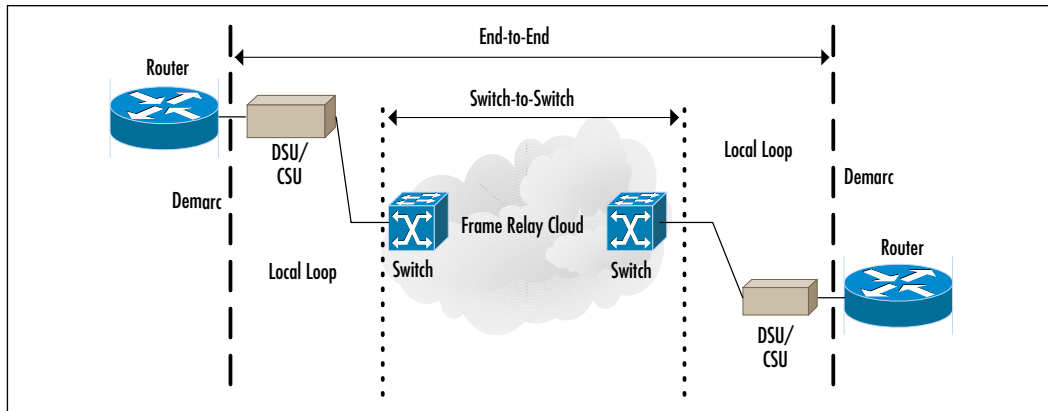 End-to-End
Router
Switch-to-Switch
DSU/
CSU
Local Loop
Demarc
Demarc
Frame Relay Cloud
Router
Switch
Switch
Local Loop
DSU/
CSU